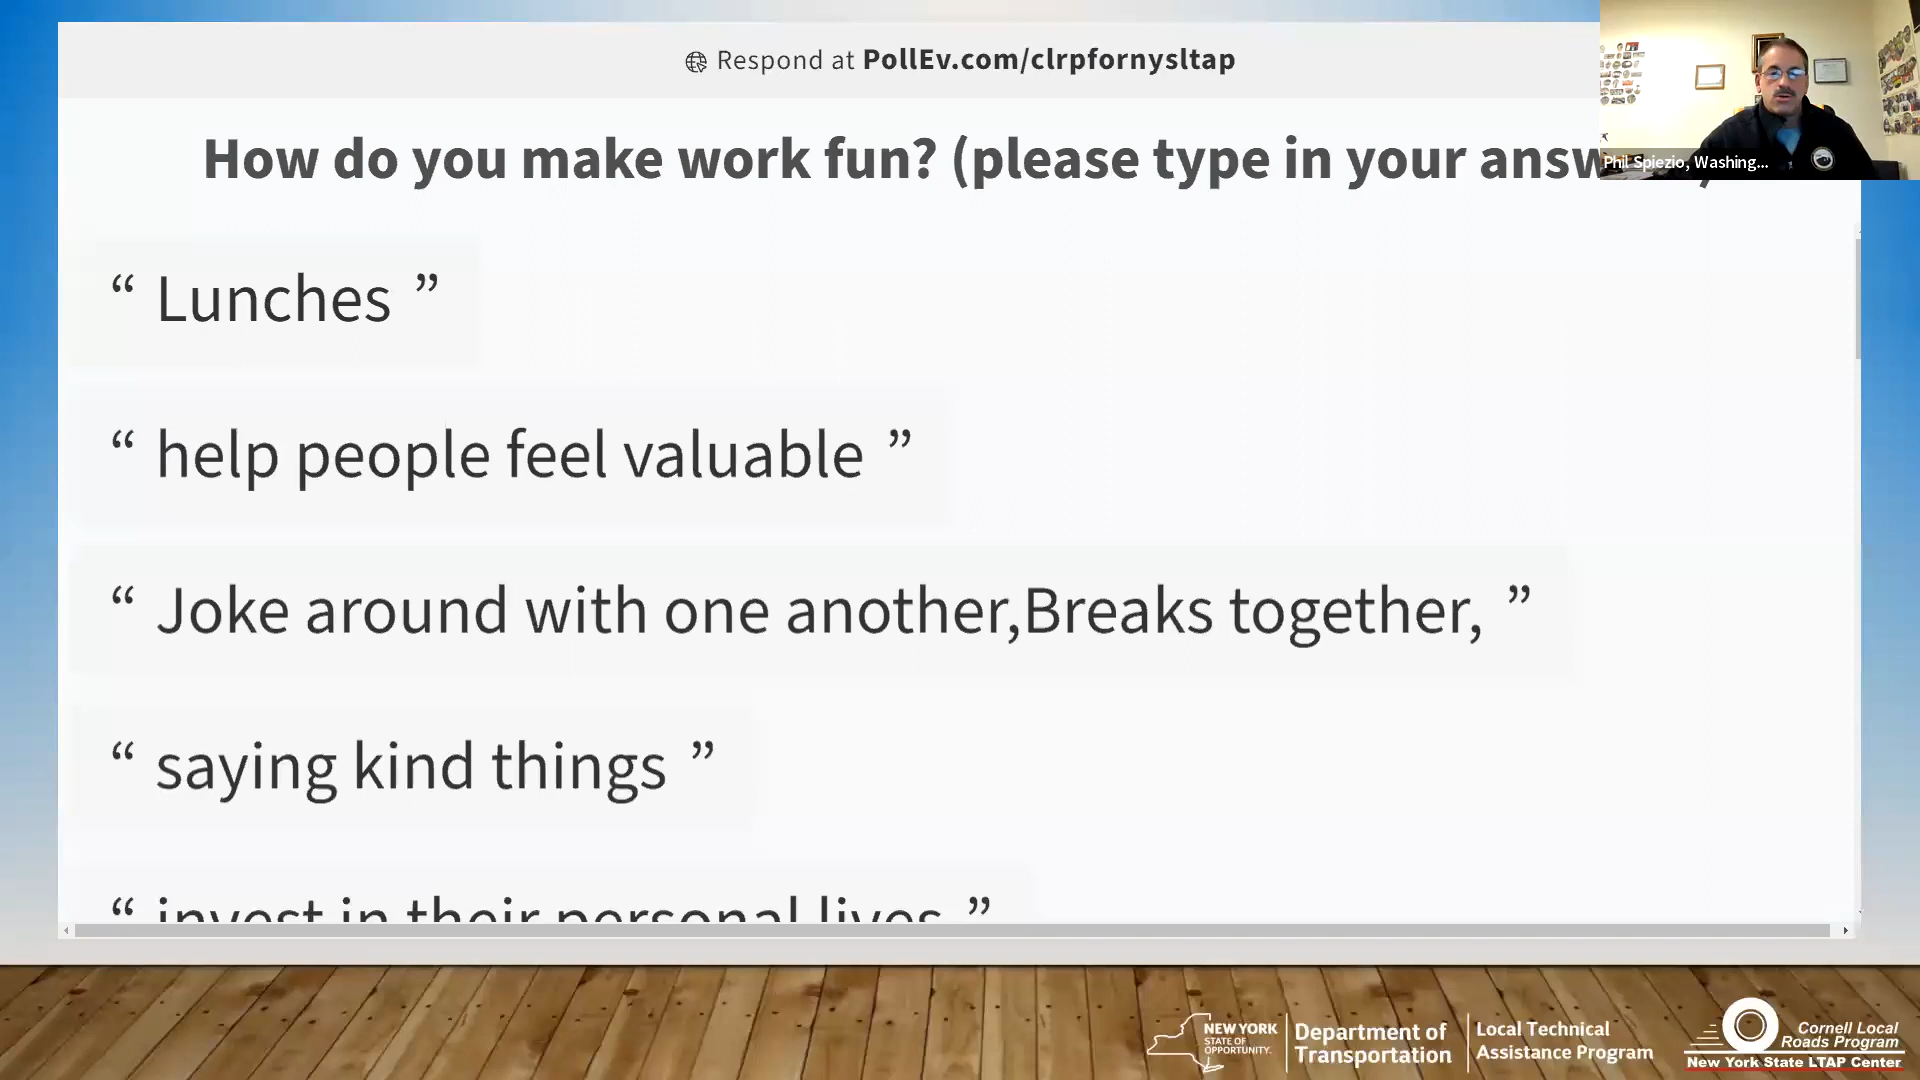 Respond at PollEv.com/clrpfornysltap
How do you make work fun? (please type in your answ
Phil Spiezio, Washing...
“ Lunches ”
“ help people feel valuable ”
“ Joke around with one another,Breaks together, ”
“ saying kind things ”
“ invest in their personal lives ”
NEW YORK
STATE OF
OPPORTUNITY.
Department of
Transportation
Local Technical
Assistance Program
Cornell Local
Roads Program
New York State LTAP Center